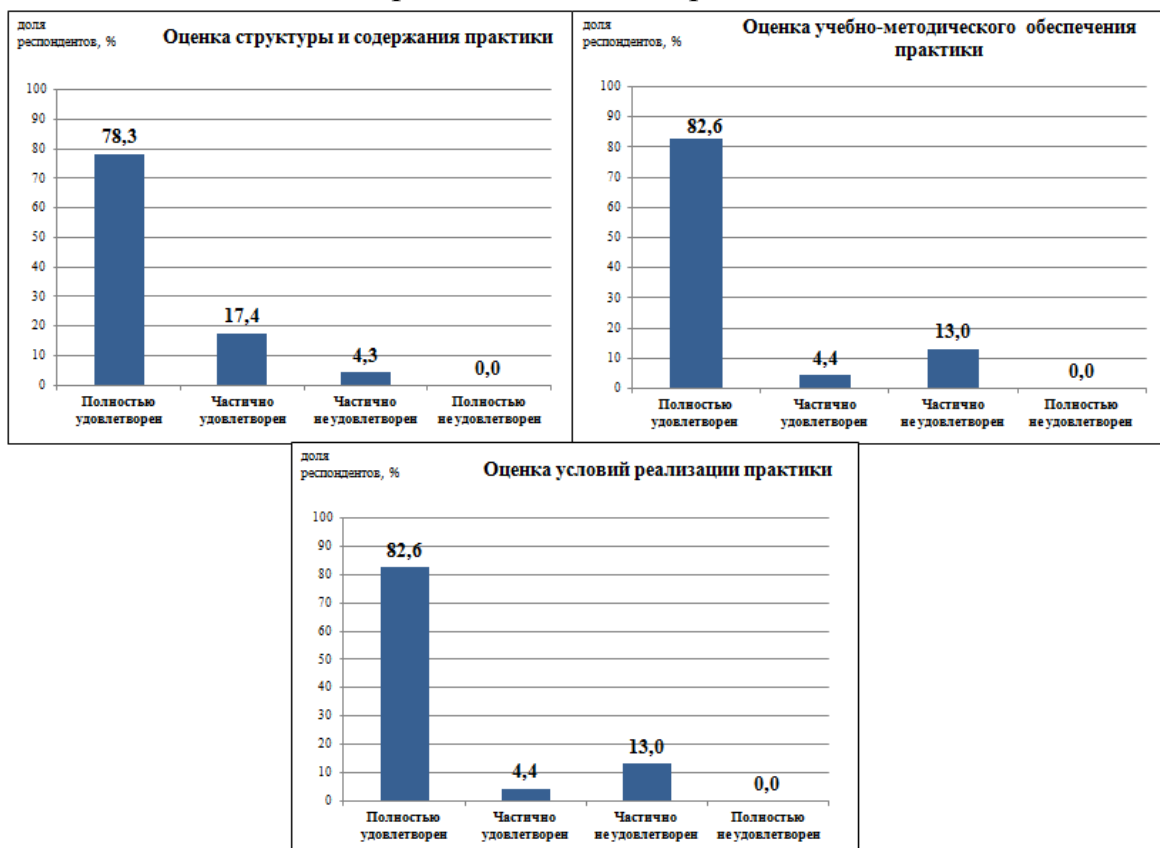 доля
респондентов, %
Оценка структуры и содержания практики
100
90
80
70
60
50
40
30
20
10
0
78,3
17,4
4,3
0,0
Полностью
удовлетворен
Частично
удовлетворен
Частично
не удовлетворен
Полностью
не удовлетворен
доля
респондентов, %
Оценка учебно-методического обеспечения
практики
100
90
80
70
60
50
40
30
20
10
0
82,6
4,4
13,0
0,0
Полностью
удовлетворен
Частично
удовлетворен
Частично
не удовлетворен
Полностью
не удовлетворен
доля
респондентов, %
Оценка условий реализации практики
100
90
80
70
60
50
40
30
20
10
0
82,6
4,4
13,0
0,0
Полностью
удовлетворен
Частично
удовлетворен
Частично
не удовлетворен
Полностью
не удовлетворен